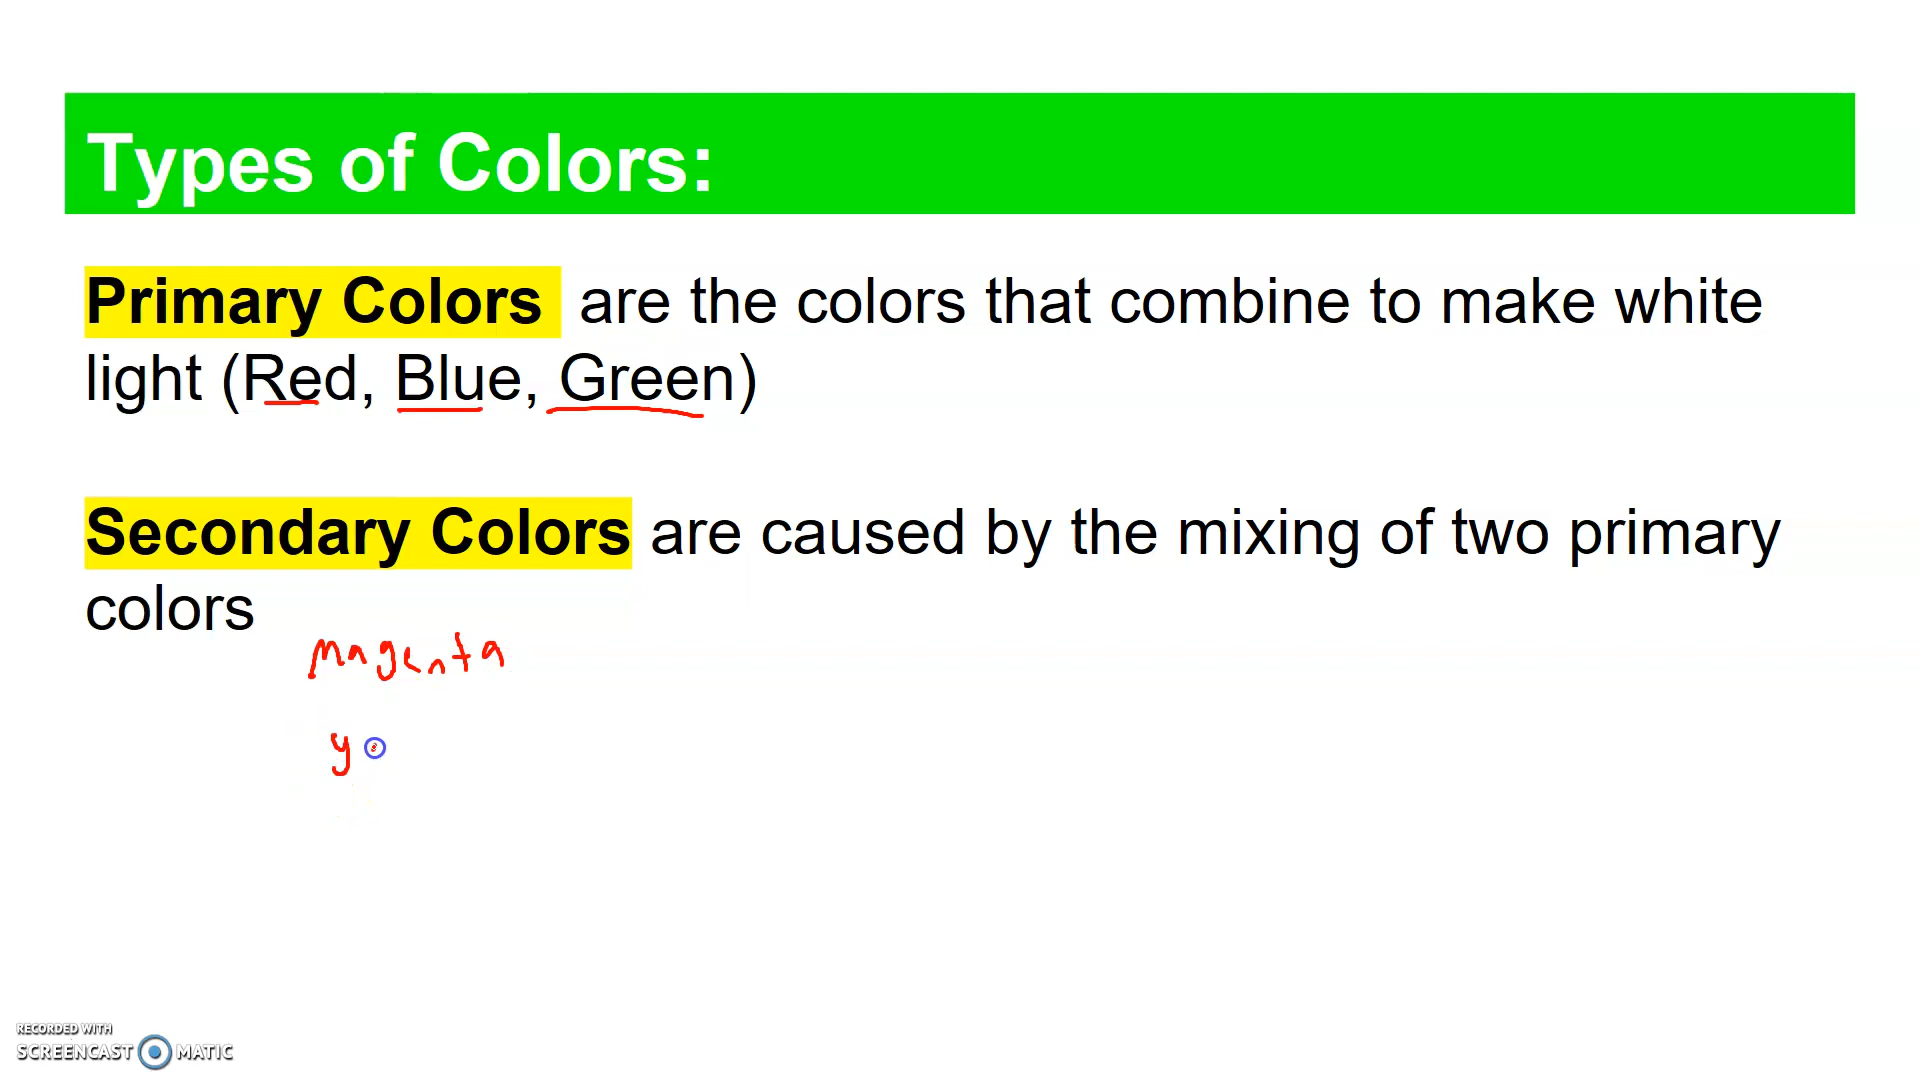 Types of Colors:
Primary Colors are the colors that combine to make white
light (Red, Blue, Green)
Secondary Colors are caused by the mixing of two primary
colors
Magenta
y
RECORDED WITH
SCREENCAST MATIC